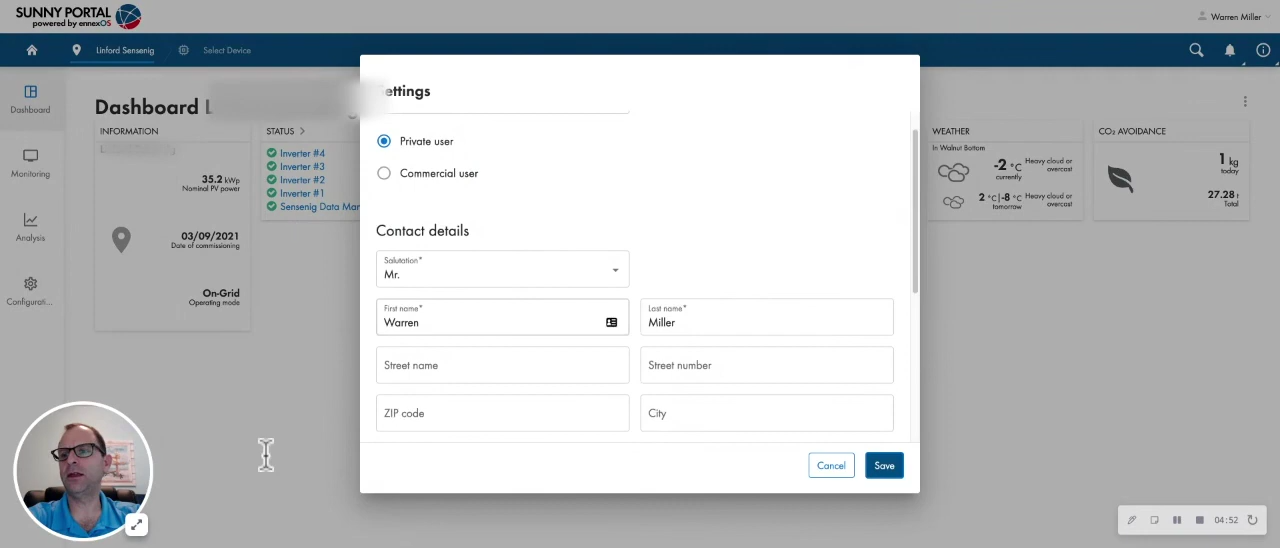 SUNNY PORTAL
powered by ennexOS
Warren Miller
Linford Sensenig
Select Device
Dashboard
Monitoring
Analysis
Configurati...
Dashboard L
INFORMATION
35.2 kWp
Nominal PV power
03/09/2021
Date of commissioning
On-Grid
Operating mode
STATUS
Inverter #4
Inverter #3
Inverter #2
Inverter #1
Sensenig Data Mar
ettings
Private user
Commercial user
Contact details
Salutation*
Mr.
First name*
Warren
Last name*
Miller
Street name
Street number
ZIP code
City
Cancel
Save
WEATHER
In Walnut Bottom
-2 °C
currently
Heavy cloud or
overcast
2 °C|-8 °C
tomorrow
Heavy cloud or
overcast
CO₂ AVOIDANCE
1 kg
today
27.28 t
Total
04:52